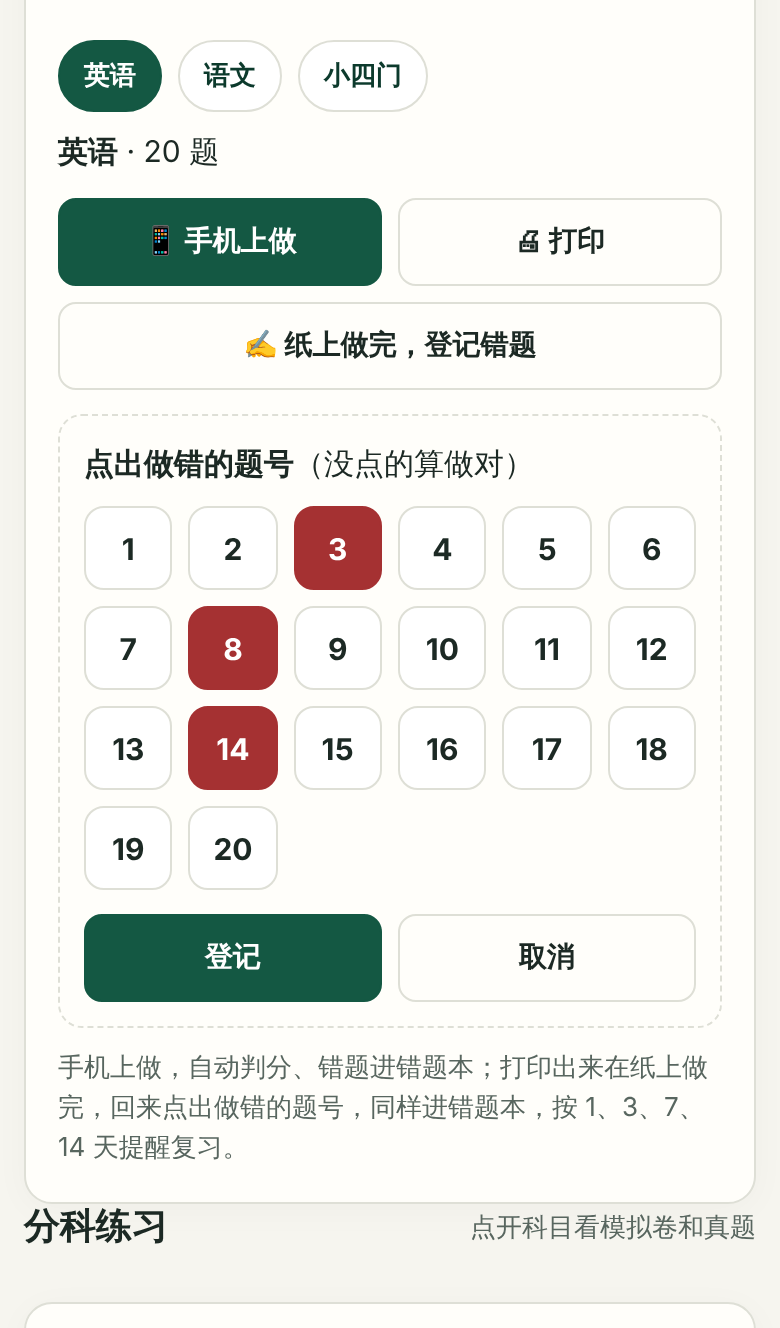 英语
语文
小四门
英语 · 20 题
📱 手机上做
🖨 打印
✍️ 纸上做完，登记错题
点出做错的题号（没点的算做对）
1 2 3 4 5 6
7 8 9 10 11 12
13 14 15 16 17 18
19 20
登记
取消
手机上做，自动判分、错题进错题本；打印出来在纸上做
完，回来点出做错的题号，同样进错题本，按 1、3、7、
14 天提醒复习。
分科练习
点开科目看模拟卷和真题